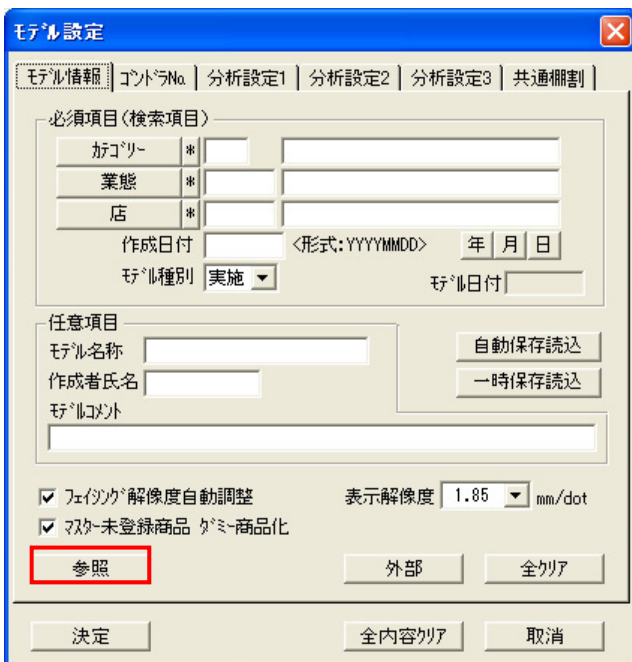 ﾓﾃﾞﾙ設定
ﾓﾃﾞﾙ情報 ｺﾞﾝﾄﾞﾗNo. 分析設定1 分析設定2 分析設定3 共通棚割
必須項目(検索項目)
ｶﾃｺﾞﾘｰ *
業態 *
店 *
作成日付 <形式:YYYYMMDD> 年 月 日
ﾓﾃﾞﾙ種別 実施 ﾓﾃﾞﾙ日付
任意項目
ﾓﾃﾞﾙ名称 自動保存読込
作成者氏名 一時保存読込
ﾓﾃﾞﾙｺﾒﾝﾄ
ﾌｪｲｼﾝｸﾞ解像度自動調整 表示解像度 1.85 mm/dot
ﾏｽﾀｰ未登録商品 ﾀﾞﾐｰ商品化
参照 外部 全ｸﾘｱ
決定 全内容ｸﾘｱ 取消